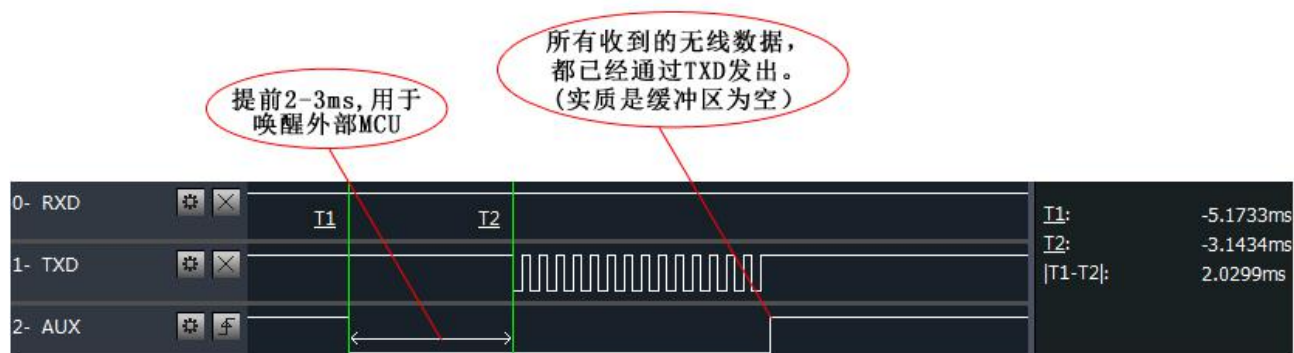 所有收到的无线数据，
都已经通过TXD发出。
(实质是缓冲区为空)
提前2-3ms,用于
唤醒外部MCU
0- RXD
T1
T2
T1:
-5.1733ms
T2:
-3.1434ms
1- TXD
|T1-T2|:
2.0299ms
2- AUX